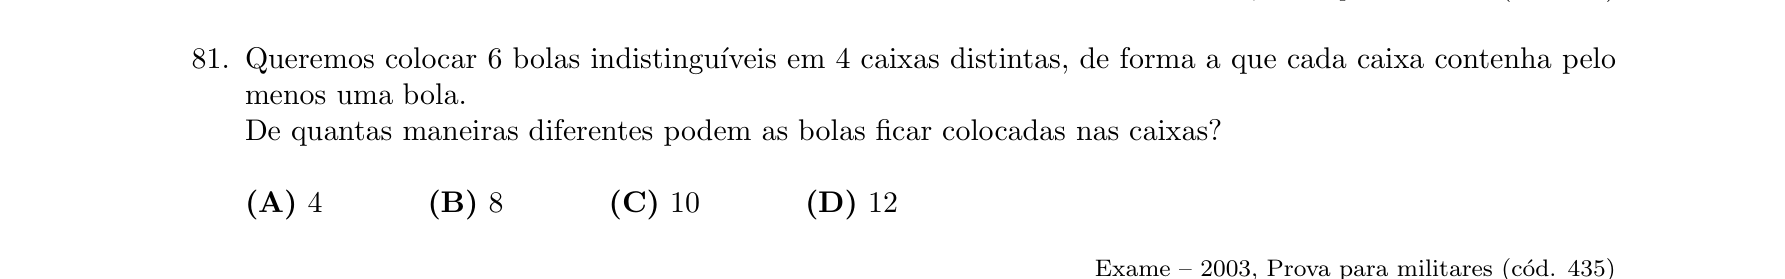 81. Queremos colocar 6 bolas indistinguíveis em 4 caixas distintas, de forma a que cada caixa contenha pelo
menos uma bola.
De quantas maneiras diferentes podem as bolas ficar colocadas nas caixas?
(A) 4 (B) 8 (C) 10 (D) 12
Exame – 2003, Prova para militares (cód. 435)